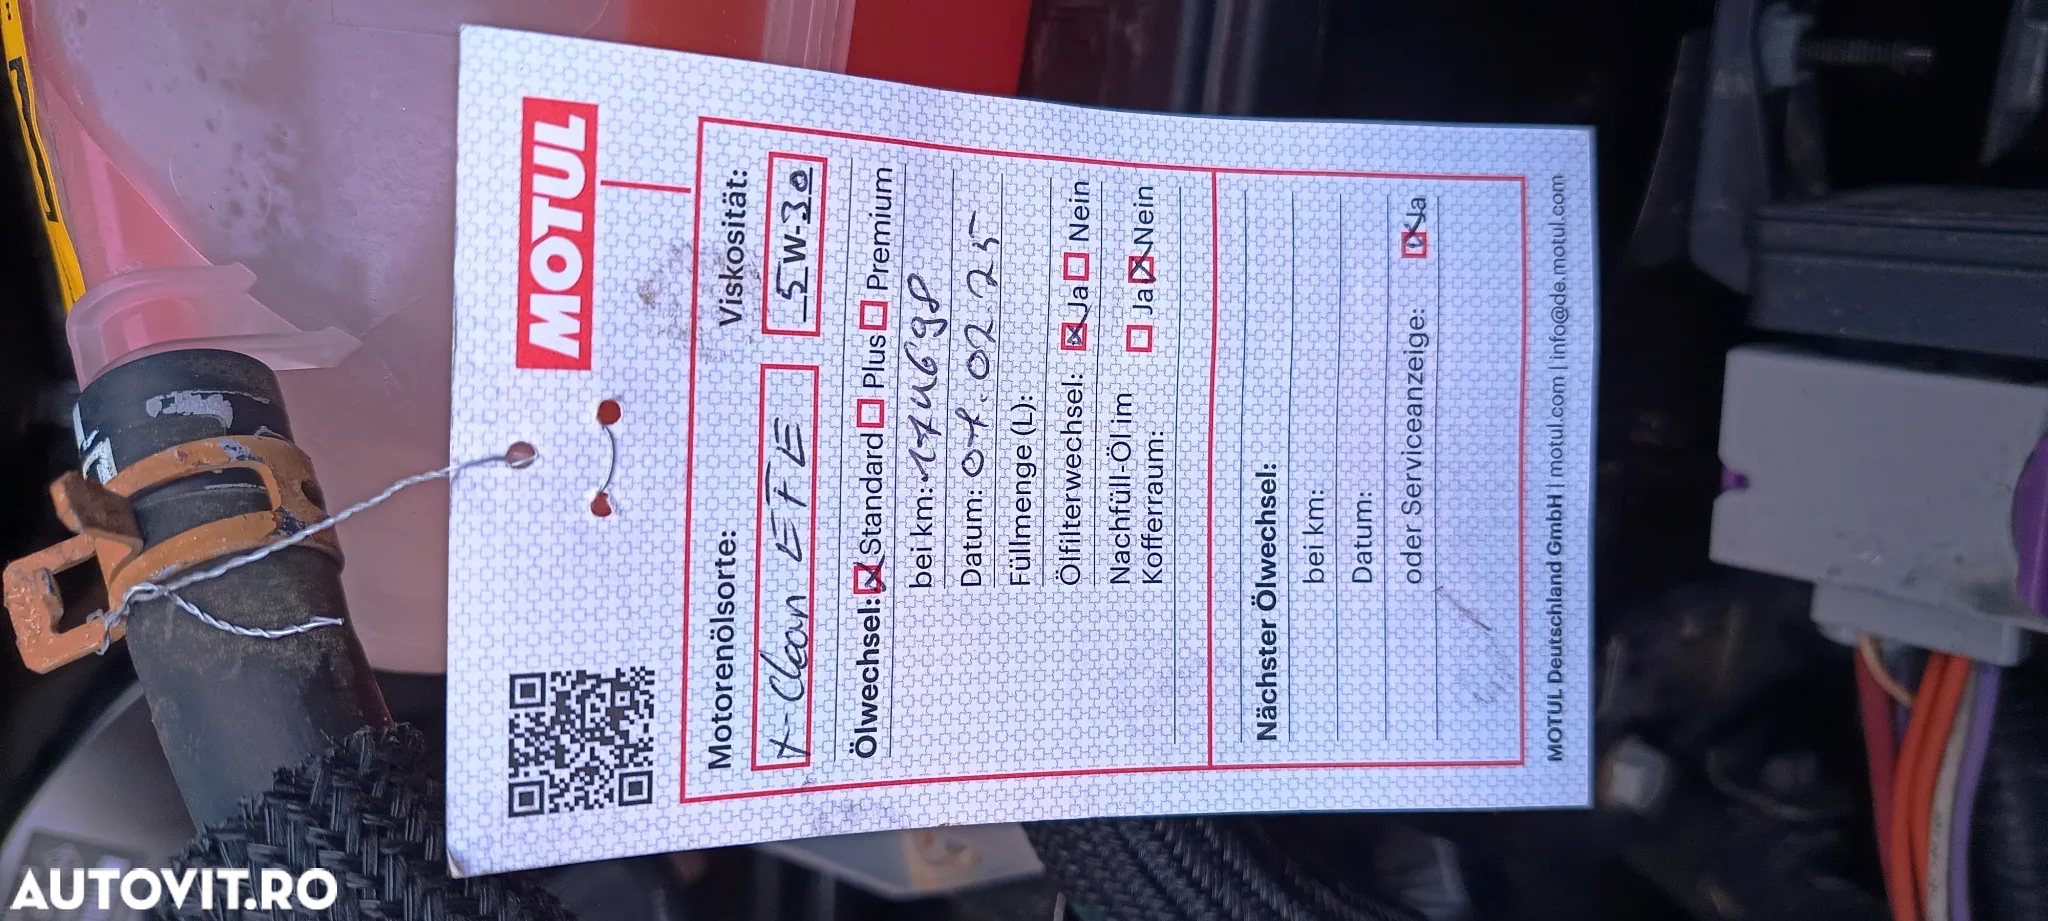 MOTUL
Motorenölsorte: Viskosität:
X-Clean EFE 5W-30
Ölwechsel: Standard Plus Premium
bei km:
Datum: 07.02.25
Füllmenge (L):
Ölfilterwechsel: Ja Nein
Nachfüll-Öl im
Kofferraum: Ja Nein
Nächster Ölwechsel:
bei km:
Datum:
oder Serviceanzeige: Ja
MOTUL Deutschland GmbH | motul.com | info@de.motul.com
AUTOVIT.RO